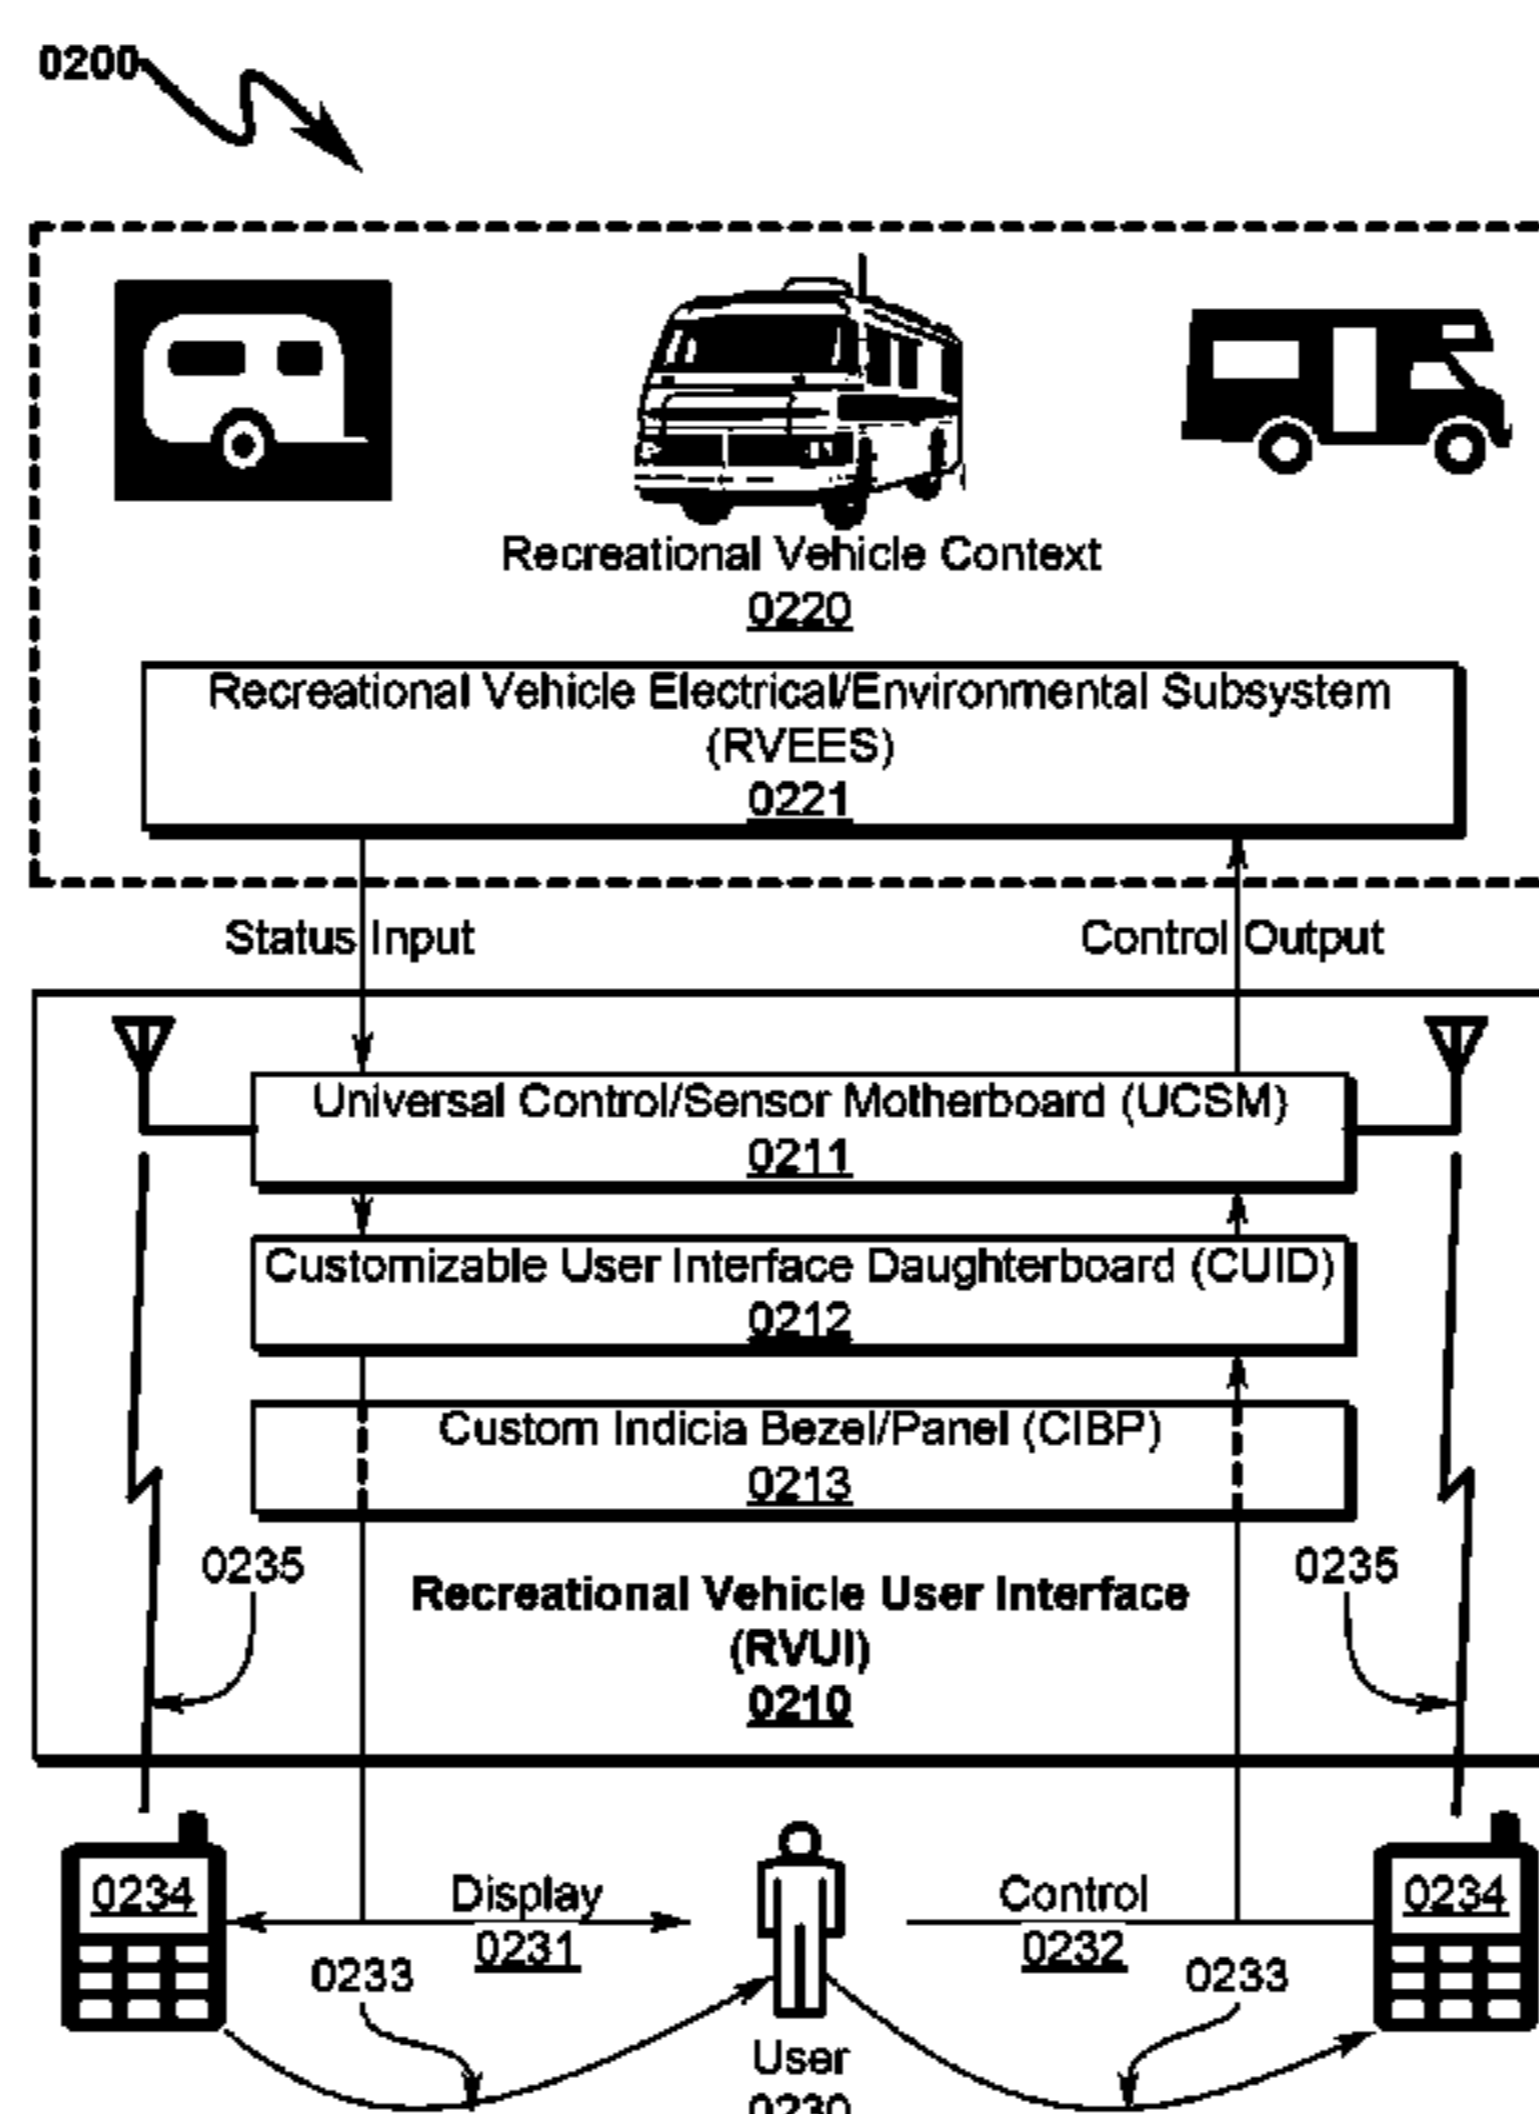 0200
Recreational Vehicle Context
0220
Recreational Vehicle Electrical/Environmental Subsystem
(RVEES)
0221
Status Input
Control Output
Universal Control/Sensor Motherboard (UCSM)
0211
Customizable User Interface Daughterboard (CUID)
0212
Custom Indicia Bezel/Panel (CIBP)
0213
0235
0235
Recreational Vehicle User Interface
(RVUI)
0210
0234
Display
0231
Control
0232
0234
0233
0233
User
0230